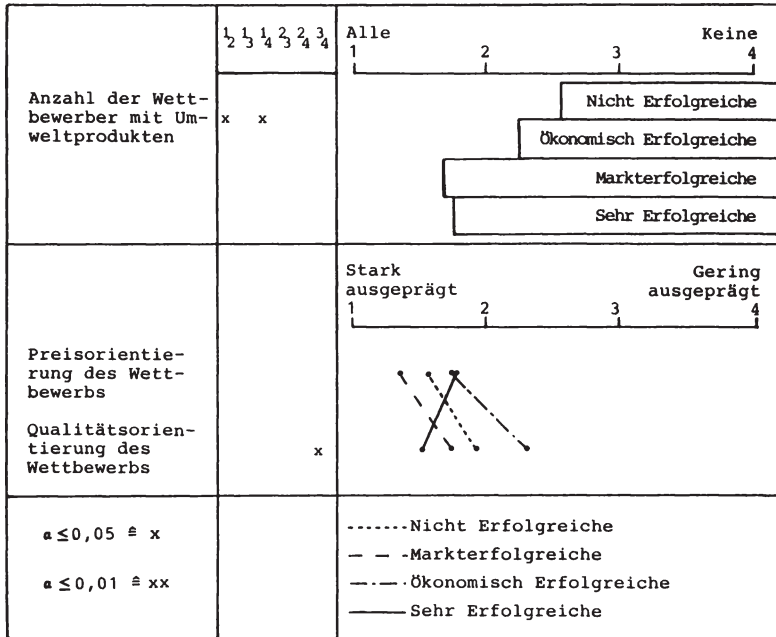 1/2 1/3 1/4 2/3 2/4 3/4
Alle Keine
1 2 3 4
Anzahl der Wett-
bewerber mit Um-
weltprodukten
x x
Nicht Erfolgreiche
Ökonomisch Erfolgreiche
Markterfolgreiche
Sehr Erfolgreiche
Stark
ausgeprägt
Gering
ausgeprägt
1 2 3 4
Preisorientie-
rung des Wett-
bewerbs
Qualitätsorien-
tierung des
Wettbewerbs
x
α ≤ 0,05 ≙ x
α ≤ 0,01 ≙ xx
Nicht Erfolgreiche
Markterfolgreiche
Ökonomisch Erfolgreiche
Sehr Erfolgreiche